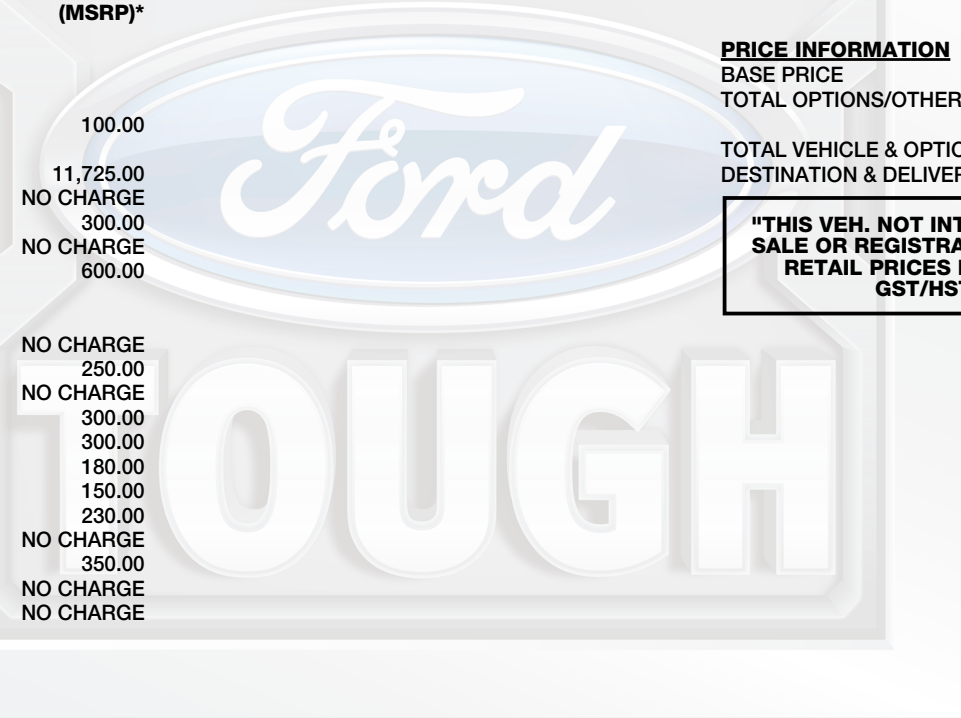 (MSRP)*
100.00
11,725.00
NO CHARGE
300.00
NO CHARGE
600.00
NO CHARGE
250.00
NO CHARGE
300.00
300.00
180.00
150.00
230.00
NO CHARGE
350.00
NO CHARGE
NO CHARGE
Ford
TOUGH
PRICE INFORMATION
BASE PRICE
TOTAL OPTIONS/OTHER
TOTAL VEHICLE & OPTIO
DESTINATION & DELIVER
"THIS VEH. NOT INT
SALE OR REGISTRA
RETAIL PRICES
GST/HST